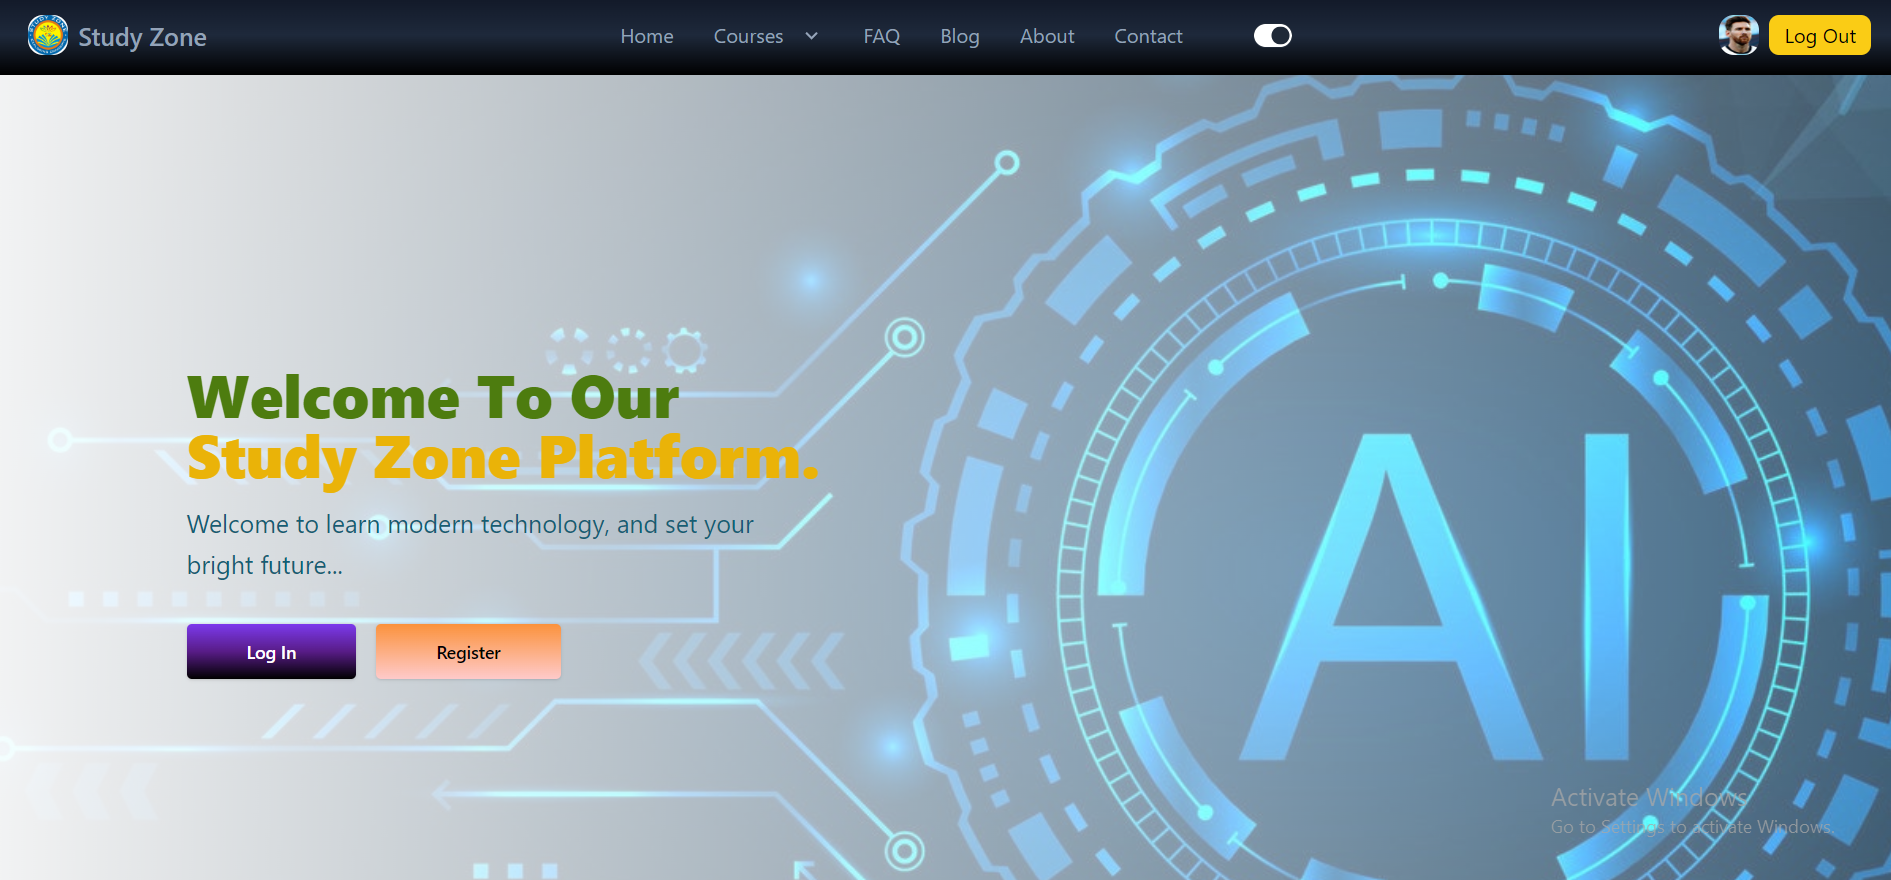 Study Zone
Home
Courses
FAQ
Blog
About
Contact
Log Out
Welcome To Our
Study Zone Platform.
Welcome to learn modern technology, and set your
bright future...
Log In
Register
AI
Activate Windows
Go to Settings to activate Windows.